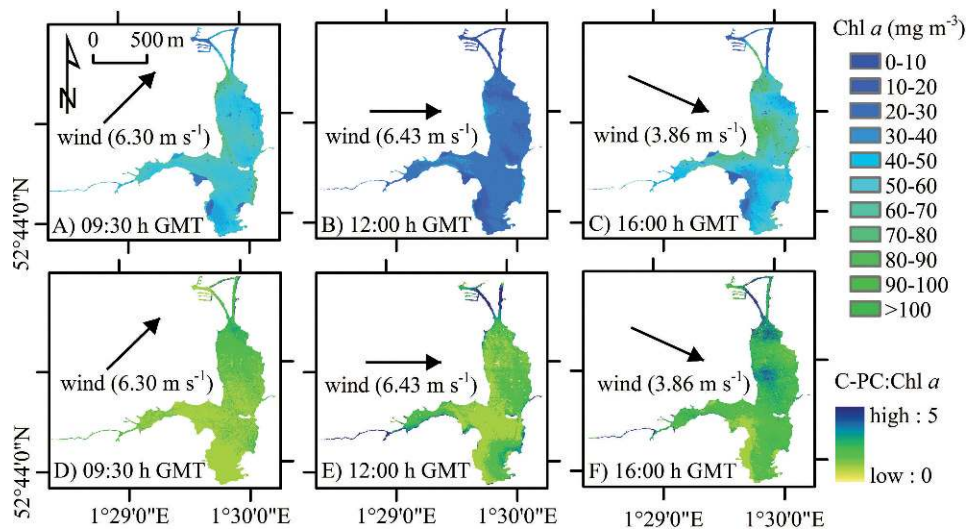 0 500 m
N
wind (6.30 m s⁻¹)
A) 09:30 h GMT
wind (6.43 m s⁻¹)
B) 12:00 h GMT
wind (3.86 m s⁻¹)
C) 16:00 h GMT
52°44'0"N
Chl a (mg m⁻³)
0-10
10-20
20-30
30-40
40-50
50-60
60-70
70-80
80-90
90-100
>100
wind (6.30 m s⁻¹)
D) 09:30 h GMT
wind (6.43 m s⁻¹)
E) 12:00 h GMT
wind (3.86 m s⁻¹)
F) 16:00 h GMT
52°44'0"N
C-PC:Chl a
high : 5
low : 0
1°29'0"E 1°30'0"E 1°29'0"E 1°30'0"E 1°29'0"E 1°30'0"E